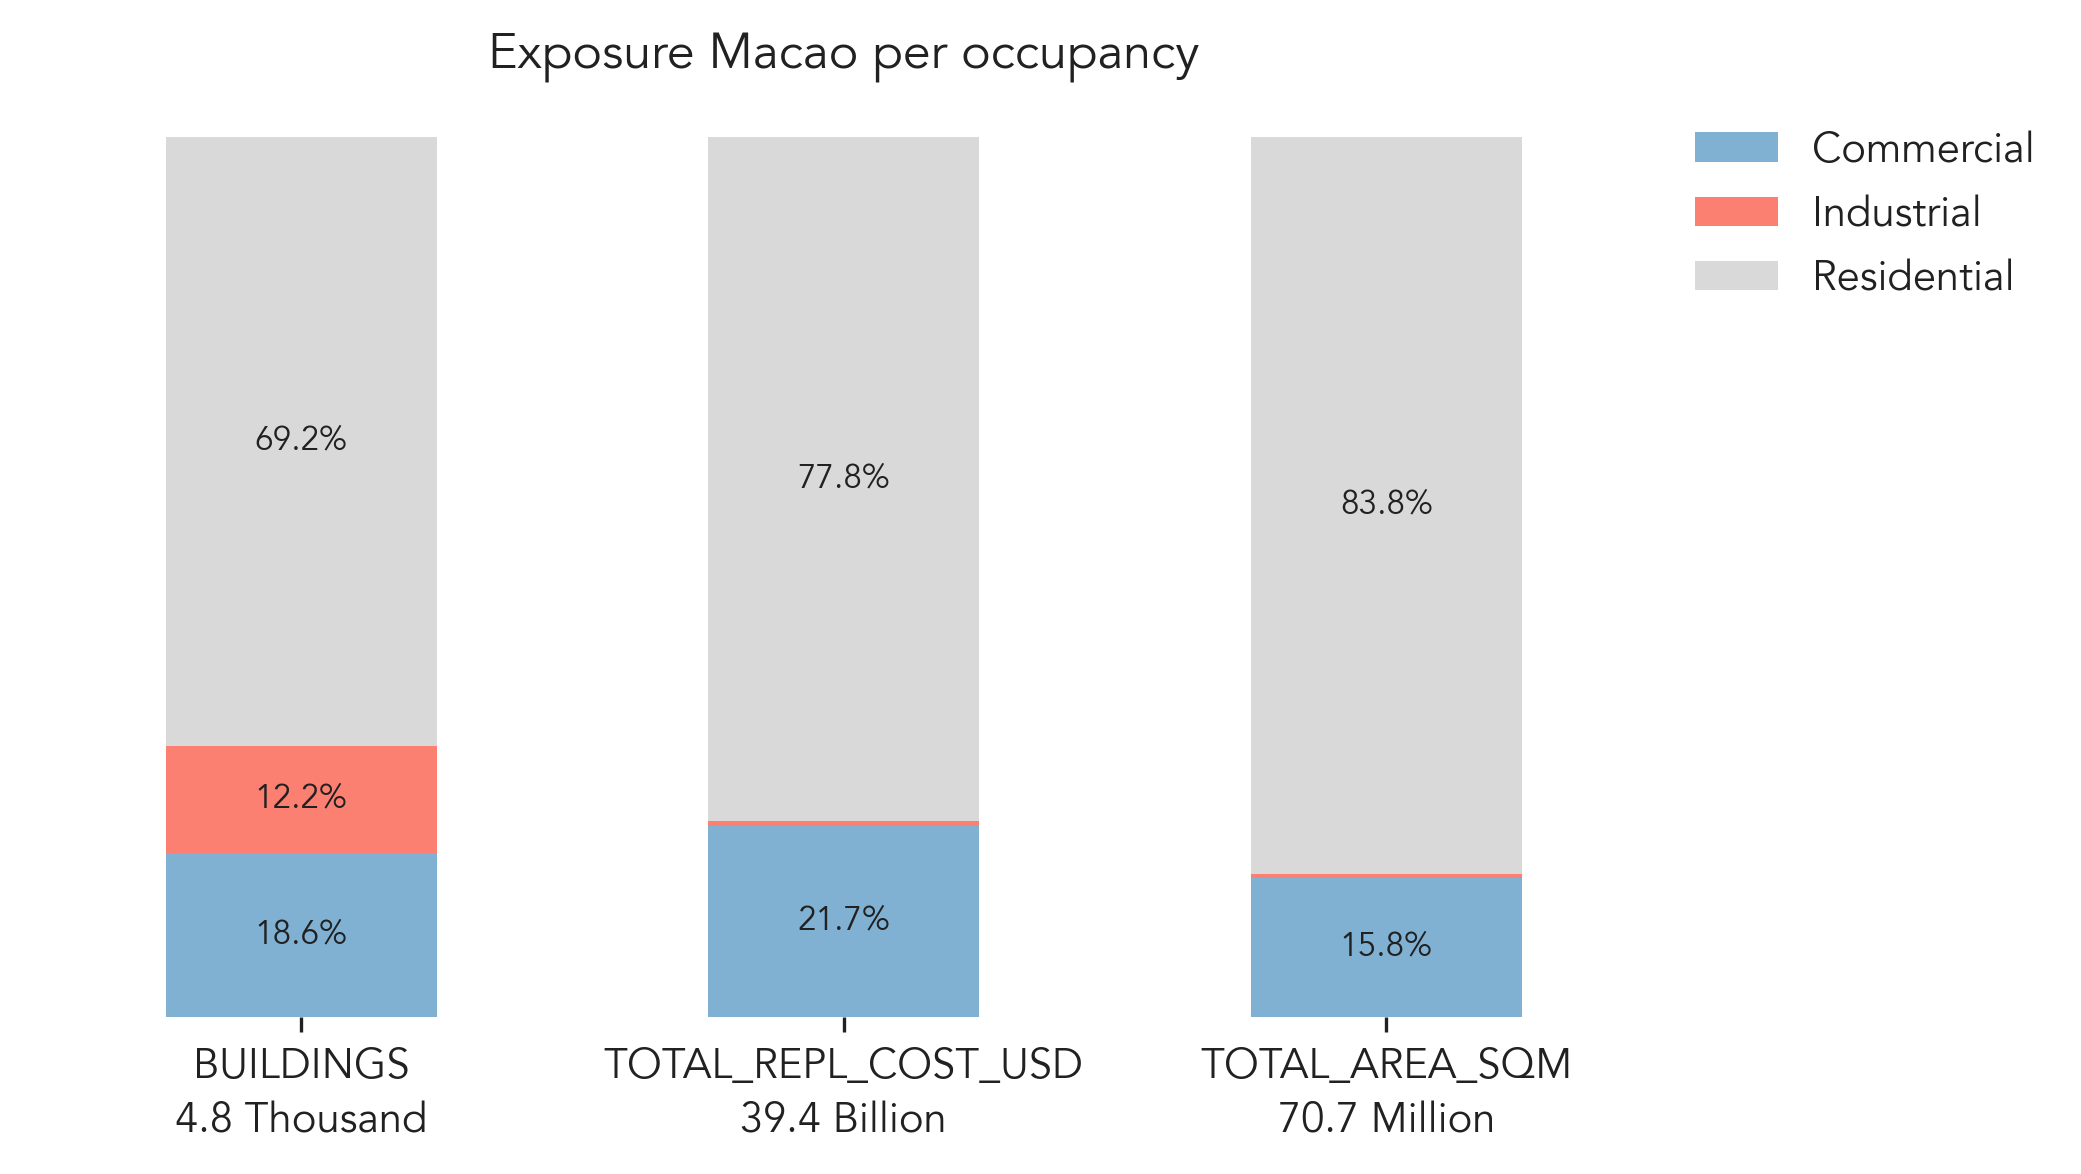 Exposure Macao per occupancy
Commercial
Industrial
Residential
69.2%
12.2%
18.6%
77.8%
21.7%
83.8%
15.8%
BUILDINGS
4.8 Thousand
TOTAL_REPL_COST_USD
39.4 Billion
TOTAL_AREA_SQM
70.7 Million